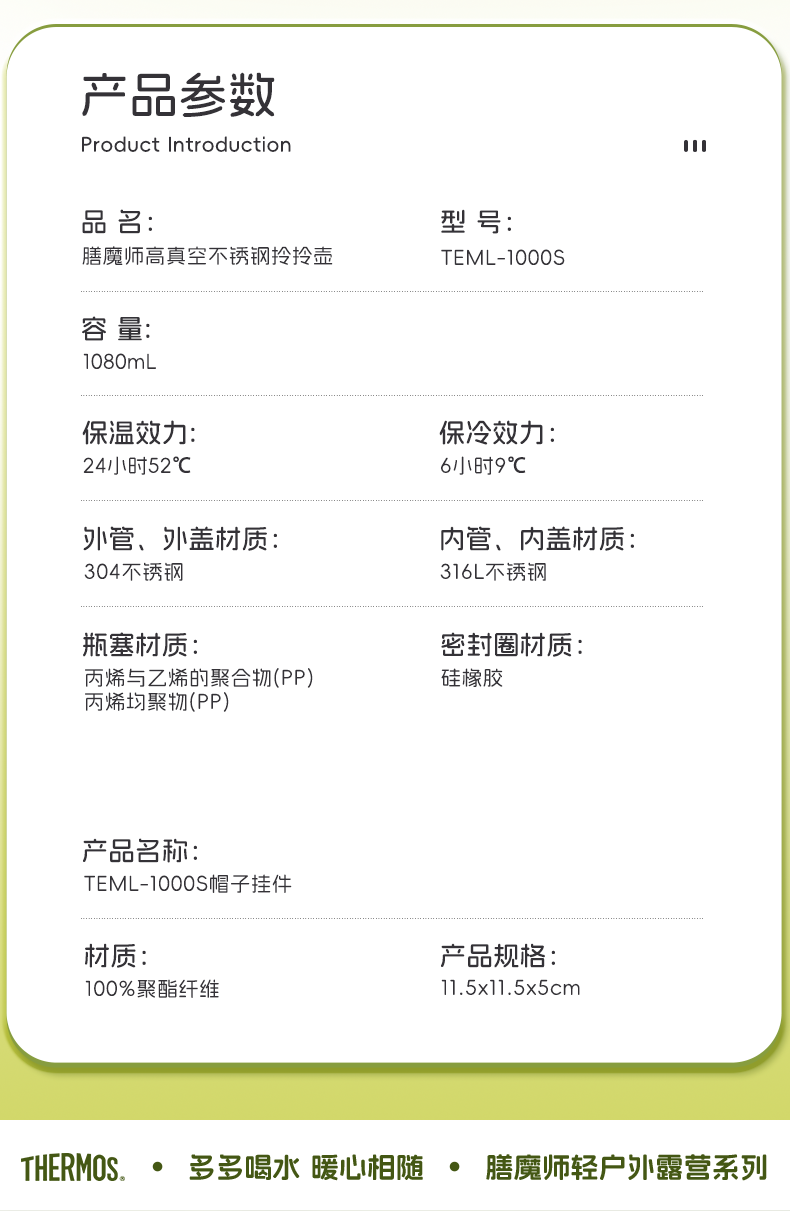 产品参数
Product Introduction
品 名:
膳魔师高真空不锈钢拎拎壶
型 号:
TEML-1000S
容 量:
1080mL
保温效力:
24小时52℃
保冷效力:
6小时9℃
外管、外盖材质:
304不锈钢
内管、内盖材质:
316L不锈钢
瓶塞材质:
丙烯与乙烯的聚合物(PP)
丙烯均聚物(PP)
密封圈材质:
硅橡胶
产品名称:
TEML-1000S帽子挂件
材质:
100%聚酯纤维
产品规格:
11.5x11.5x5cm
THERMOS. • 多多喝水 暖心相随 • 膳魔师轻户外露营系列